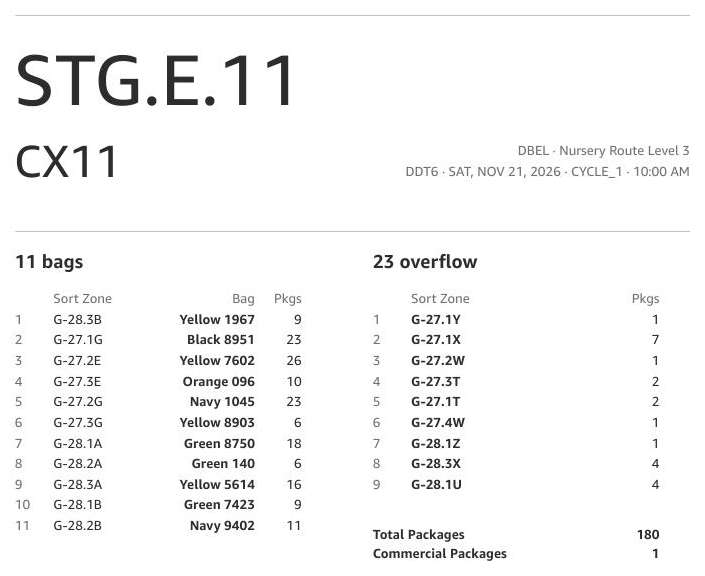 STG.E.11
CX11
DBEL · Nursery Route Level 3
DDT6 · SAT, NOV 21, 2026 · CYCLE_1 · 10:00 AM
11 bags
Sort Zone Bag Pkgs
1 G-28.3B Yellow 1967 9
2 G-27.1G Black 8951 23
3 G-27.2E Yellow 7602 26
4 G-27.3E Orange 096 10
5 G-27.2G Navy 1045 23
6 G-27.3G Yellow 8903 6
7 G-28.1A Green 8750 18
8 G-28.2A Green 140 6
9 G-28.3A Yellow 5614 16
10 G-28.1B Green 7423 9
11 G-28.2B Navy 9402 11
23 overflow
Sort Zone Pkgs
1 G-27.1Y 1
2 G-27.1X 7
3 G-27.2W 1
4 G-27.3T 2
5 G-27.1T 2
6 G-27.4W 1
7 G-28.1Z 1
8 G-28.3X 4
9 G-28.1U 4
Total Packages 180
Commercial Packages 1